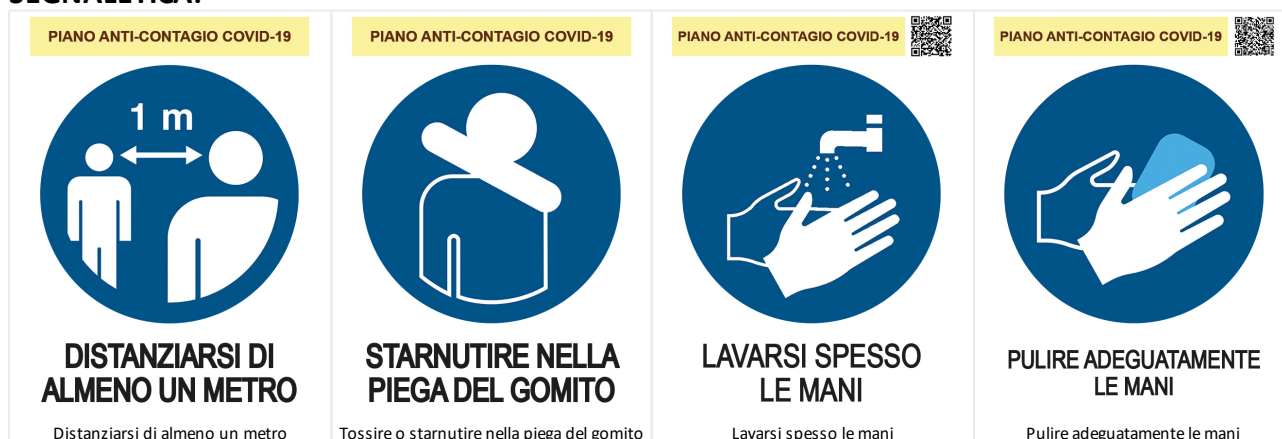 SEGNALETICA:
PIANO ANTI-CONTAGIO COVID-19
1 m
DISTANZIARSI DI
ALMENO UN METRO
Distanziarsi di almeno un metro
PIANO ANTI-CONTAGIO COVID-19
STARNUTIRE NELLA
PIEGA DEL GOMITO
Tossire o starnutire nella piega del gomito
PIANO ANTI-CONTAGIO COVID-19
LAVARSI SPESSO
LE MANI
Lavarsi spesso le mani
PIANO ANTI-CONTAGIO COVID-19
PULIRE ADEGUATAMENTE
LE MANI
Pulire adeguatamente le mani